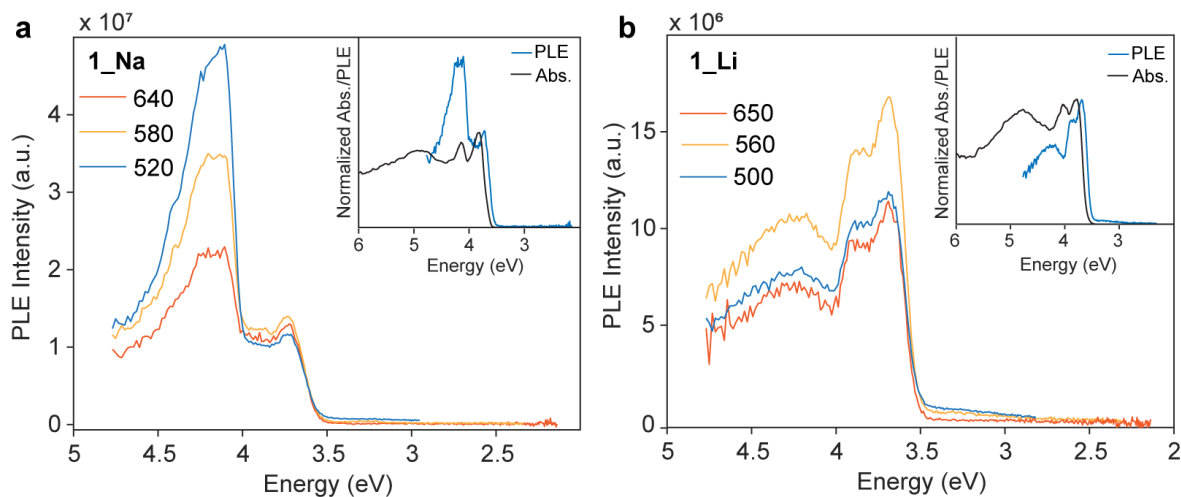 a
x 10⁷
1_Na
640
580
520
PLE Intensity (a.u.)
4
3
2
1
0
5
4.5
4
3.5
3
2.5
Energy (eV)
PLE
Abs.
Normalized Abs./PLE
6
5
4
3
Energy (eV)
b
x 10⁶
1_Li
650
560
500
PLE Intensity (a.u.)
15
10
5
0
5
4.5
4
3.5
3
2.5
2
Energy (eV)
PLE
Abs.
Normalized Abs./PLE
6
5
4
3
Energy (eV)